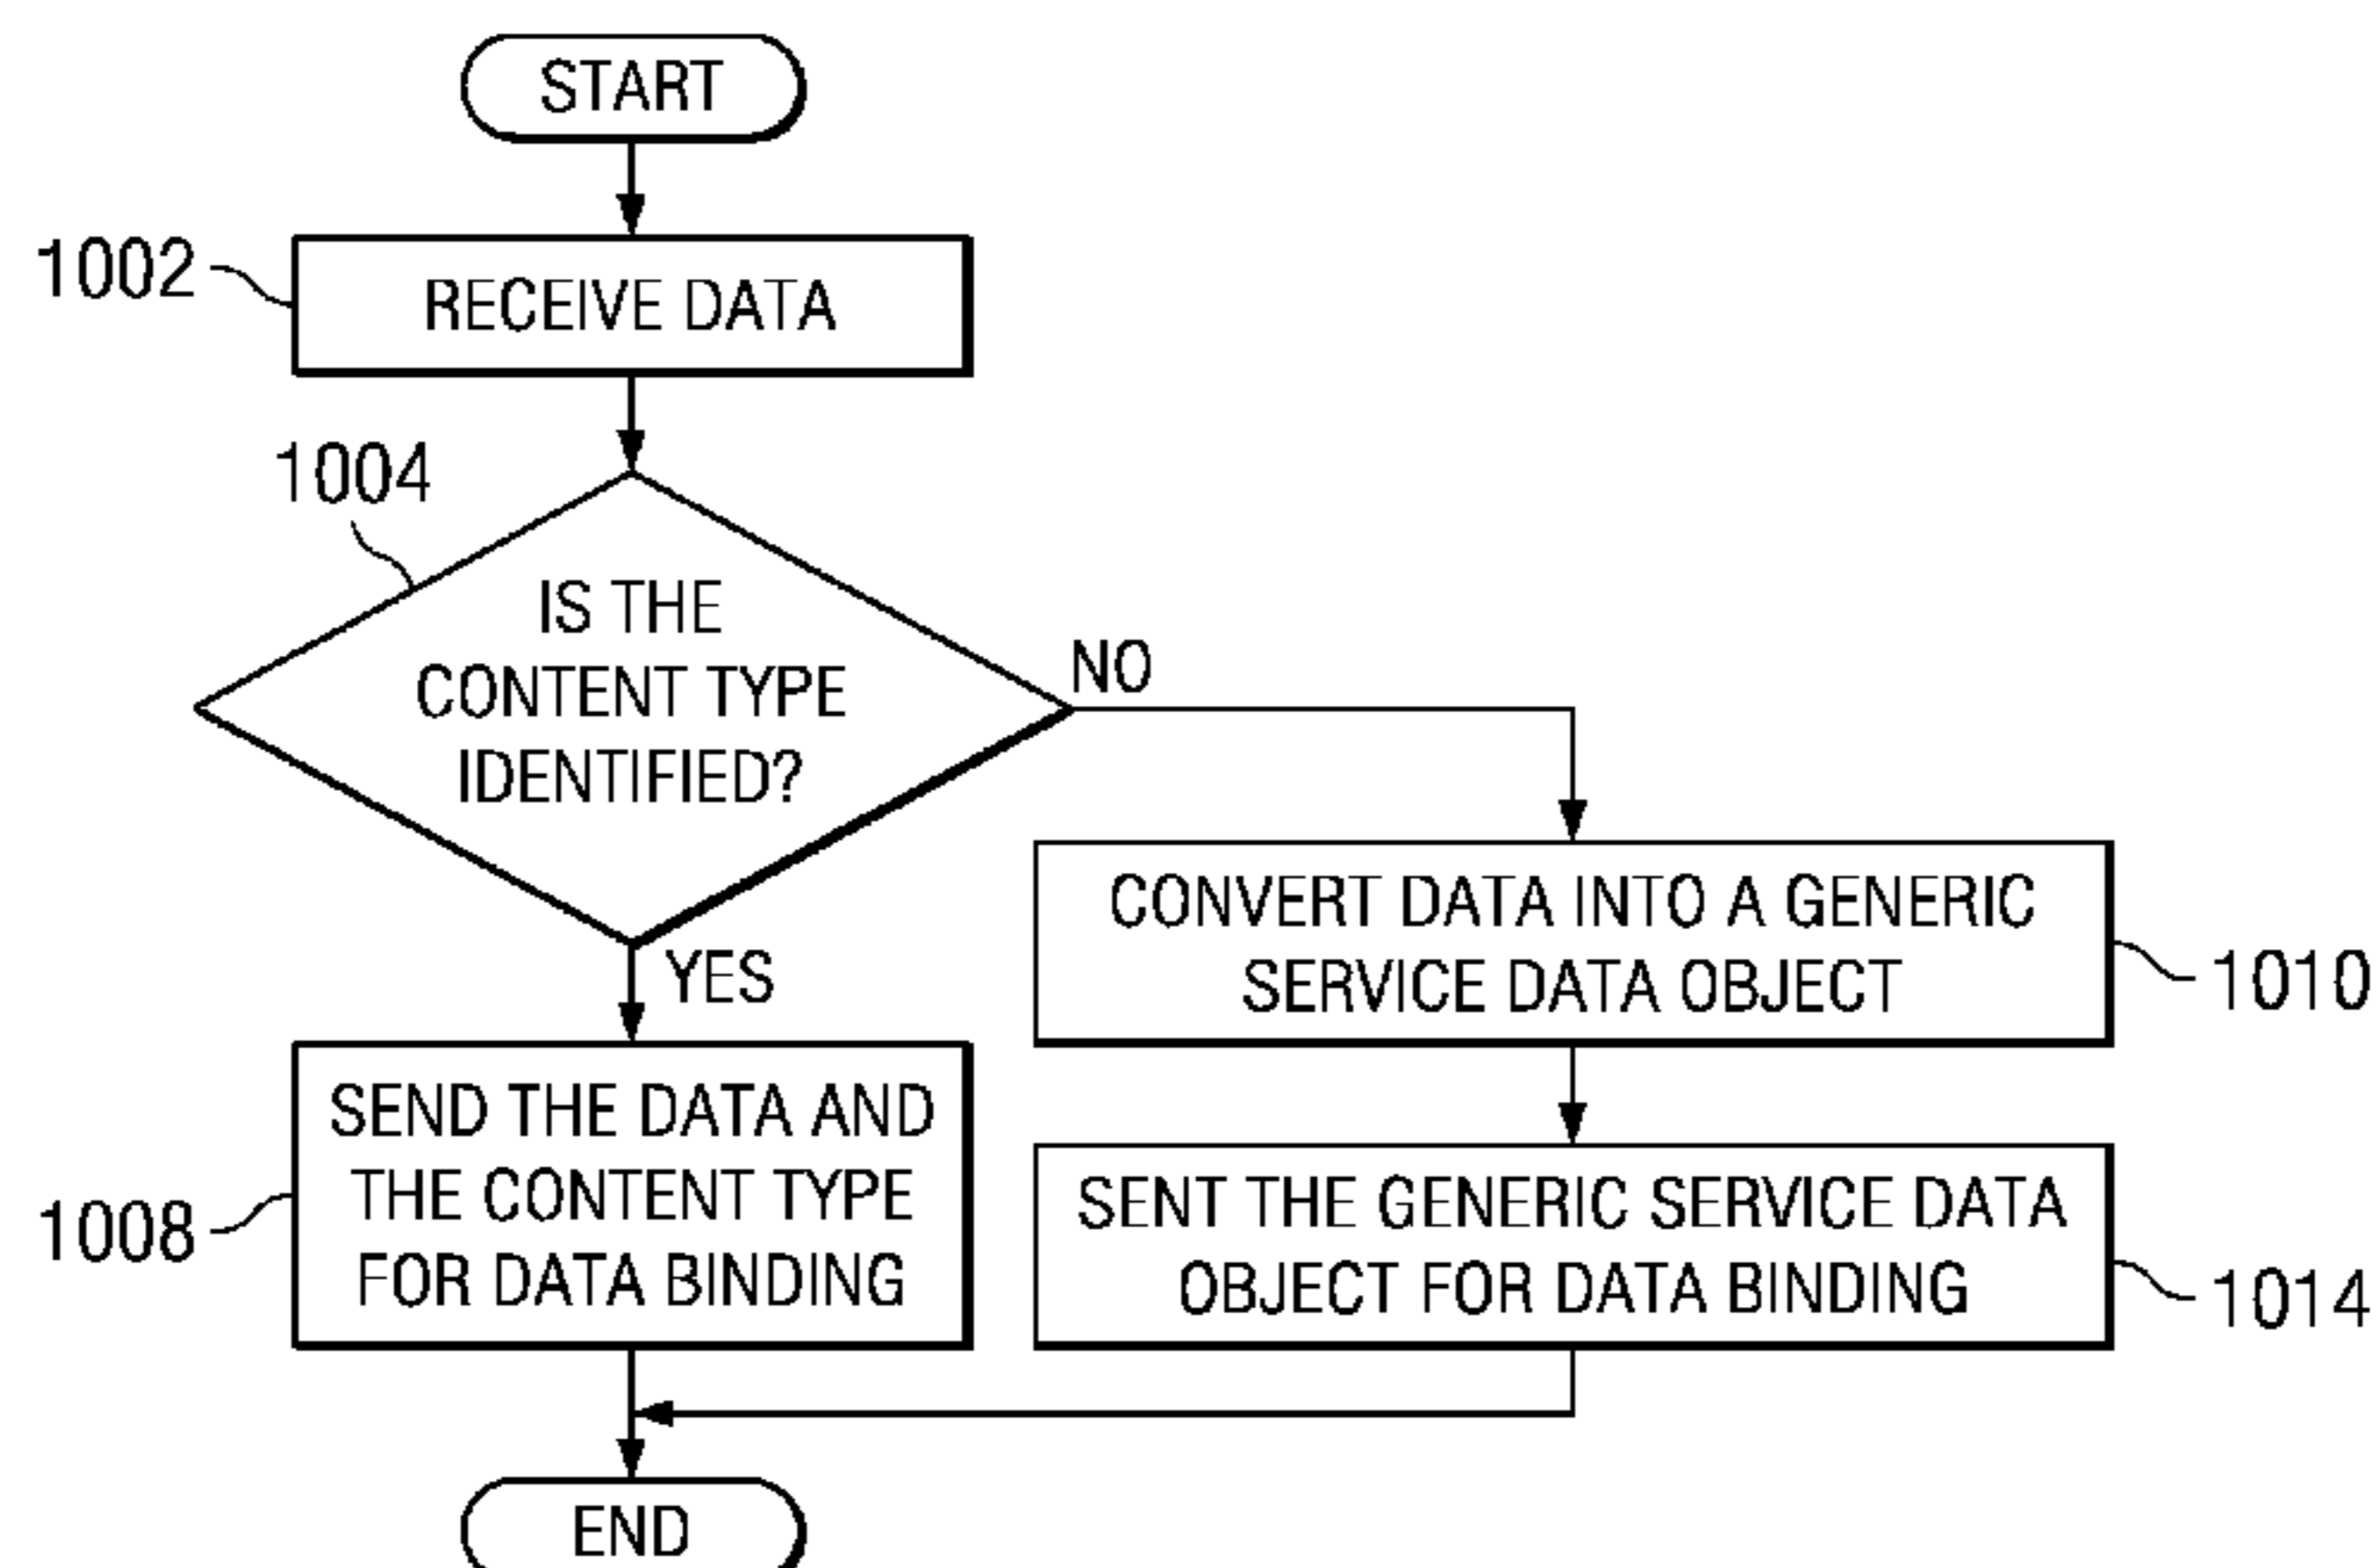 START
1002
RECEIVE DATA
1004
IS THE
CONTENT TYPE
IDENTIFIED?
NO
YES
CONVERT DATA INTO A GENERIC
SERVICE DATA OBJECT
1010
SEND THE DATA AND
THE CONTENT TYPE
FOR DATA BINDING
1008
SENT THE GENERIC SERVICE DATA
OBJECT FOR DATA BINDING
1014
END